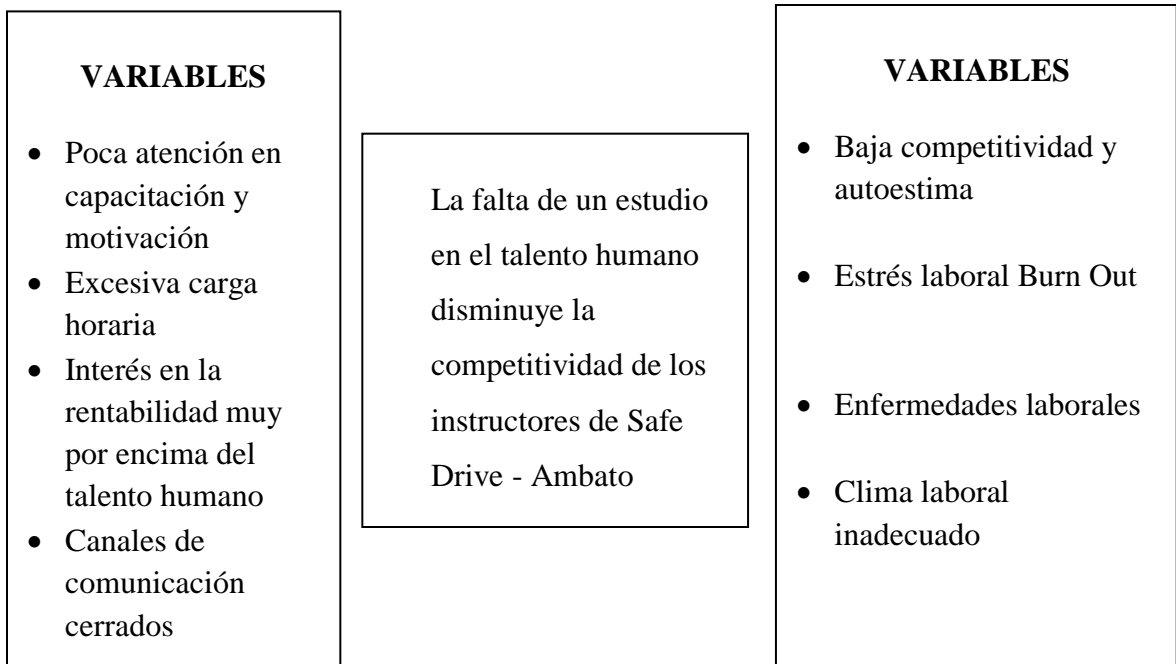 VARIABLES
• Poca atención en
capacitación y
motivación
• Excesiva carga
horaria
• Interés en la
rentabilidad muy
por encima del
talento humano
• Canales de
comunicación
cerrados
La falta de un estudio
en el talento humano
disminuye la
competitividad de los
instructores de Safe
Drive - Ambato
VARIABLES
• Baja competitividad y
autoestima
• Estrés laboral Burn Out
• Enfermedades laborales
• Clima laboral
inadecuado